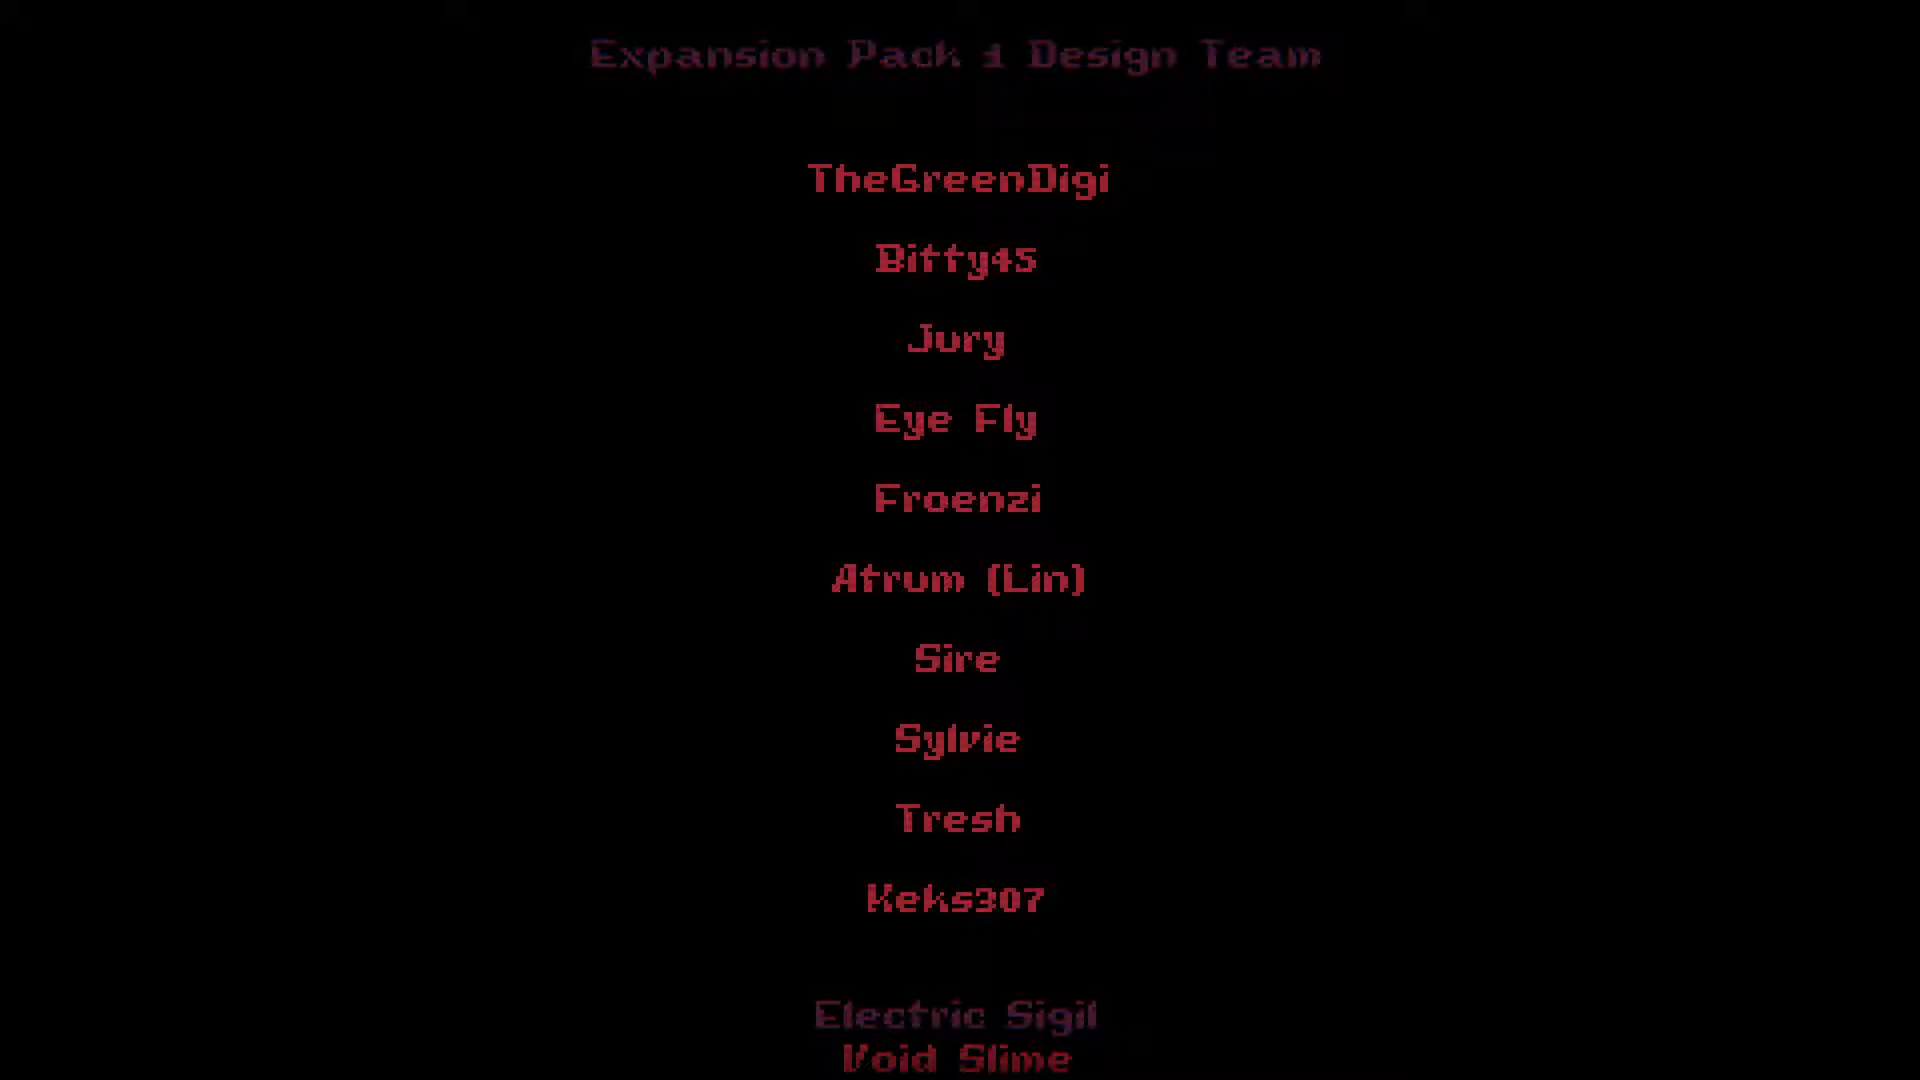 Expansion Pack 1 Design Team
TheGreenDigi
Bitty45
Jury
Eye Fly
Froenzi
Atrum (Lin)
Sire
Sylvie
Tresh
Keks307
Electric Sigil
Void Slime